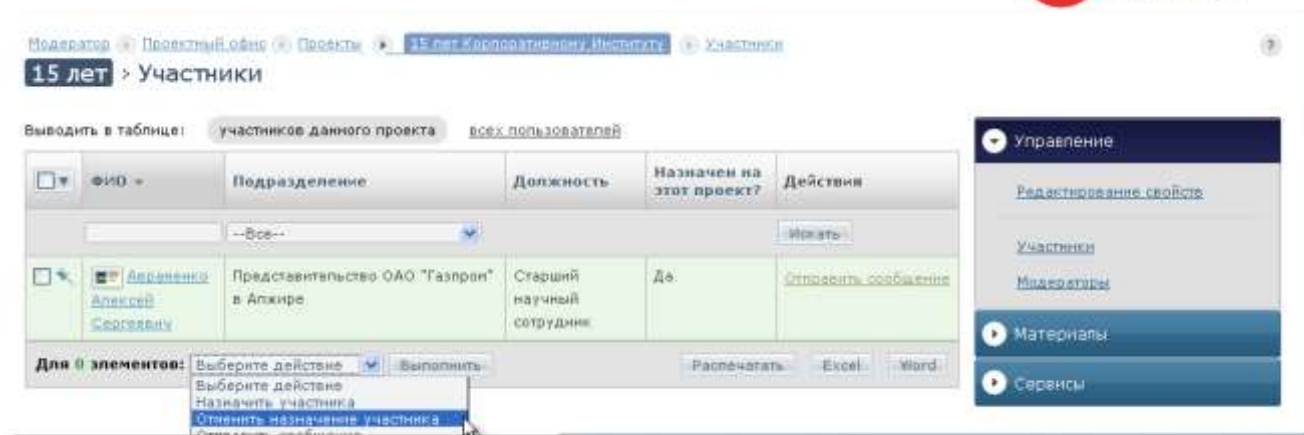 Модератор Проектный офис Проекты 15 лет Корпоративному Институту Участники ?
15 лет > Участники
Выводить в таблице: участников данного проекта всех пользователей
Управление
ФИО Подразделение Должность Назначен на этот проект? Действия
Редактирование свойств
--Все-- Искать
Участники
Модераторы
Авраменко Алексей Сергеевич
Представительство ОАО "Газпром" в Алжире
Старший научный сотрудник
Да
Отправить сообщение
Материалы
Для 0 элементов: Выберите действие Выполнить Распечатать Excel Word
Сервисы
Выберите действие
Назначить участника
Отменить назначение участника
Отправить сообщение